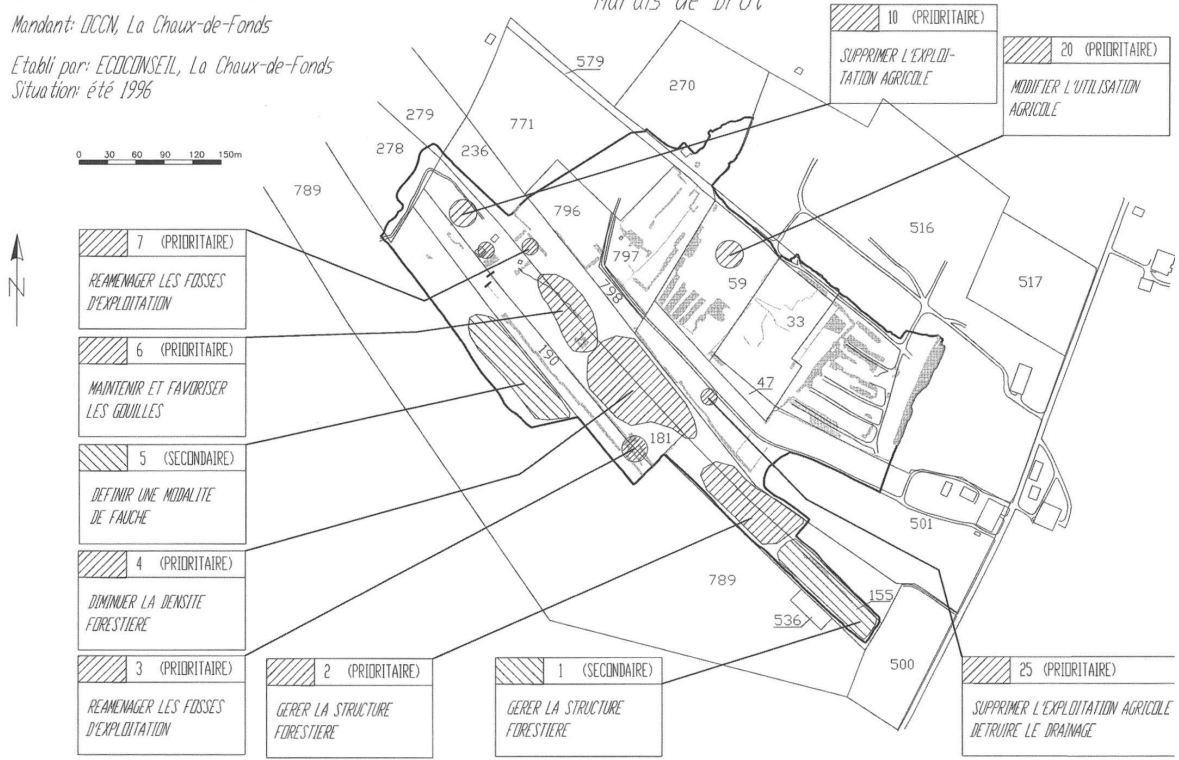 Marais de Brot
Mandant: OCCN, La Chaux-de-Fonds
Etabli par: ECOCONSEIL, La Chaux-de-Fonds
Situation: été 1996
0 30 60 90 120 150m
N
10 (PRIORITAIRE)
SUPPRIMER L'EXPLOI-
TATION AGRICOLE
20 (PRIORITAIRE)
MODIFIER L'UTILISATION
AGRICOLE
7 (PRIORITAIRE)
REAMENAGER LES FOSSES
D'EXPLOITATION
6 (PRIORITAIRE)
MAINTENIR ET FAVORISER
LES GOUILLES
5 (SECONDAIRE)
DEFINIR UNE MODALITE
DE FAUCHE
4 (PRIORITAIRE)
DIMINUER LA DENSITE
FORESTIERE
3 (PRIORITAIRE)
REAMENAGER LES FOSSES
D'EXPLOITATION
2 (PRIORITAIRE)
GERER LA STRUCTURE
FORESTIERE
1 (SECONDAIRE)
GERER LA STRUCTURE
FORESTIERE
25 (PRIORITAIRE)
SUPPRIMER L'EXPLOITATION AGRICOLE
DETRUIRE LE DRAINAGE
579
270
279
771
278
236
789
796
797
798
59
33
516
517
190
47
181
501
789
155
536
500